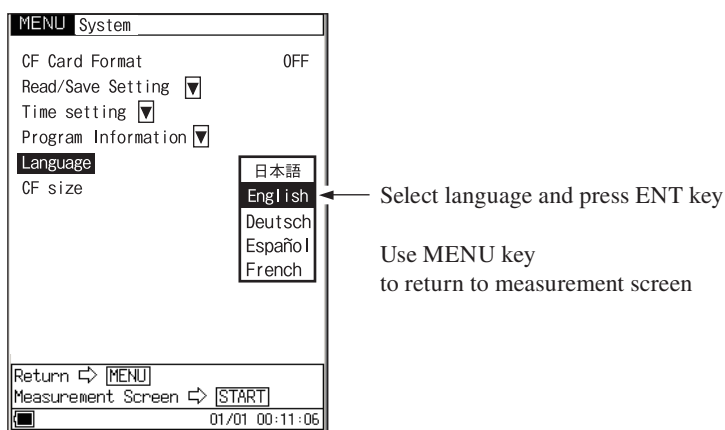 MENU System
CF Card Format OFF
Read/Save Setting ▼
Time setting ▼
Program Information ▼
Language
CF size
日本語
English
Deutsch
Español
French
Select language and press ENT key
Use MENU key
to return to measurement screen
Return ⇨ MENU
Measurement Screen ⇨ START
01/01 00:11:06